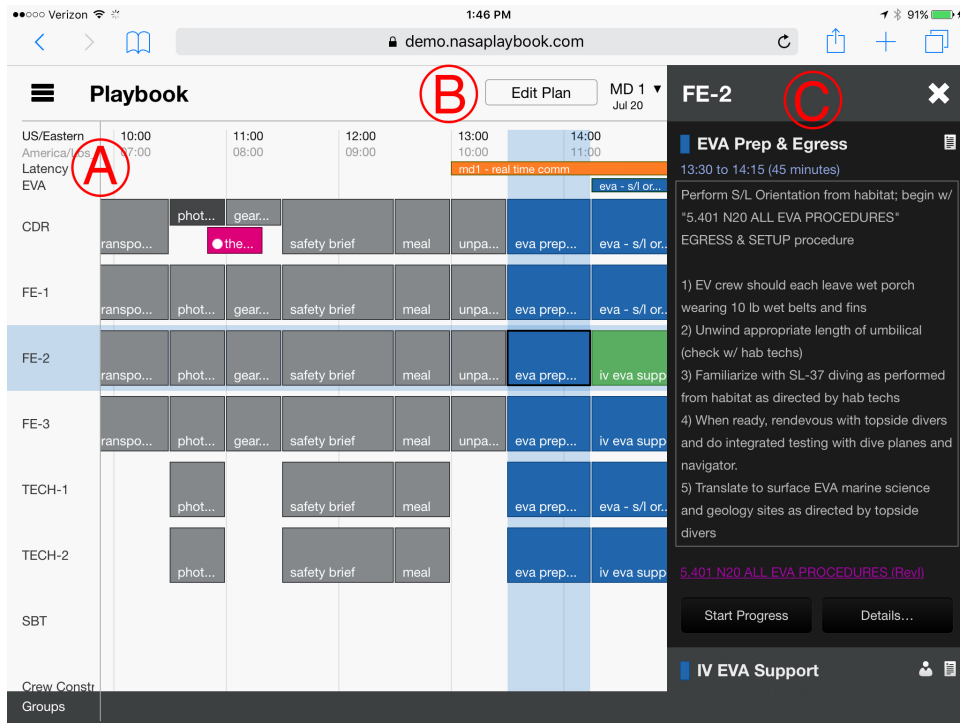 Verizon 1:46 PM 91%
demo.nasaplaybook.com
Playbook B Edit Plan MD 1 ▼
Jul 20
FE-2 C
US/Eastern 10:00 11:00 12:00 13:00 14:00
America/Los 07:00 08:00 09:00 10:00 11:00
A
Latency md1 - real time comm
EVA eva - s/l or...
CDR phot... gear...
the...
ranspo... safety brief meal unpa... eva prep... eva - s/l or..
FE-1
ranspo... phot... gear... safety brief meal unpa... eva prep... eva - s/l or..
FE-2
ranspo... phot... gear... safety brief meal unpa... eva prep... iv eva supp
FE-3
ranspo... phot... gear... safety brief meal unpa... eva prep... iv eva supp
TECH-1
phot... safety brief meal eva prep... eva - s/l or..
TECH-2
phot... safety brief meal eva prep... iv eva supp
SBT
Crew Constr
Groups
EVA Prep & Egress
13:30 to 14:15 (45 minutes)
Perform S/L Orientation from habitat; begin w/
"5.401 N20 ALL EVA PROCEDURES"
EGRESS & SETUP procedure
1) EV crew should each leave wet porch
wearing 10 lb wet belts and fins
2) Unwind appropriate length of umbilical
(check w/ hab techs)
3) Familiarize with SL-37 diving as performed
from habitat as directed by hab techs
4) When ready, rendevous with topside divers
and do integrated testing with dive planes and
navigator.
5) Translate to surface EVA marine science
and geology sites as directed by topside
divers
5.401 N20 ALL EVA PROCEDURES (RevI)
Start Progress Details...
IV EVA Support